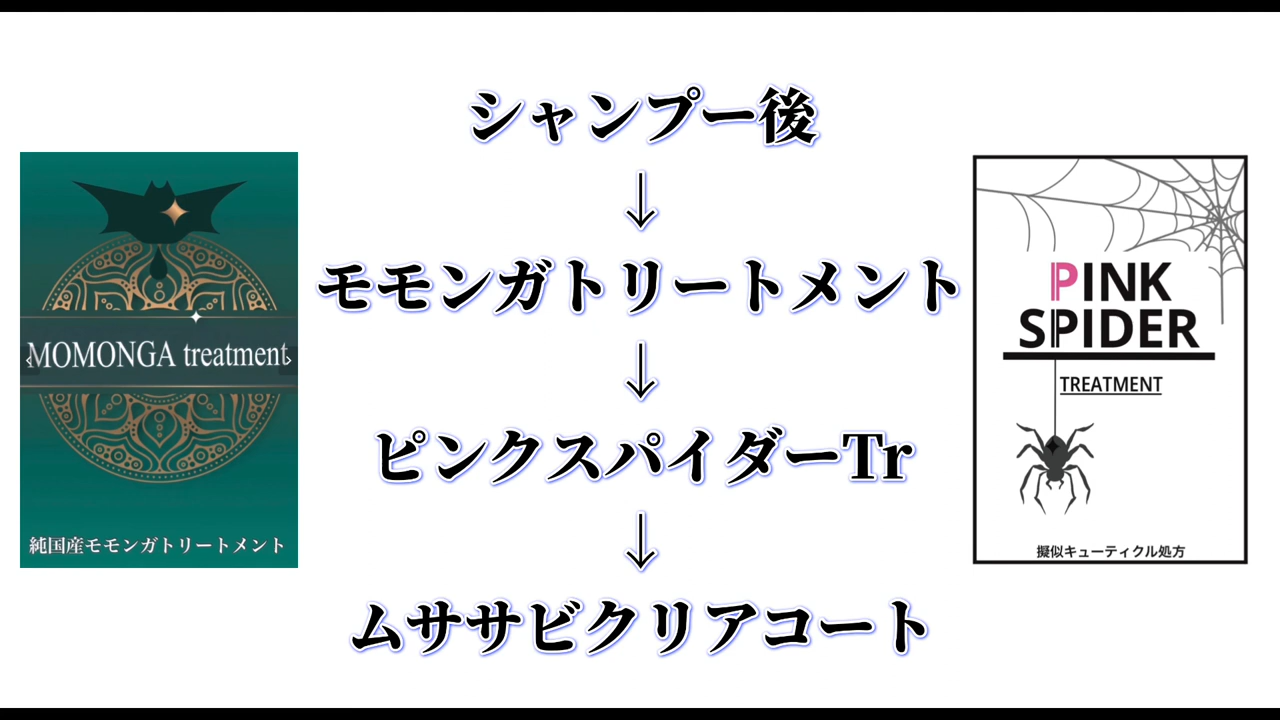 シャンプー後
↓
モモンガトリートメント
↓
ピンクスパイダーTr
↓
ムササビクリアコート
MOMONGA treatment
純国産モモンガトリートメント
PINK
SPIDER
TREATMENT
擬似キューティクル処方